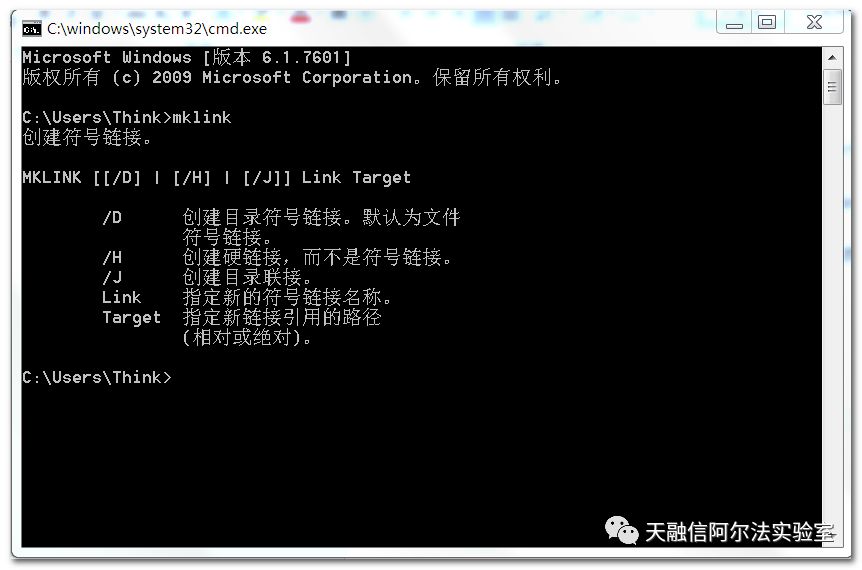 C:\windows\system32\cmd.exe
Microsoft Windows [版本 6.1.7601]
版权所有 (c) 2009 Microsoft Corporation。保留所有权利。
C:\Users\Think>mklink
创建符号链接。
MKLINK [[/D] | [/H] | [/J]] Link Target
/D 创建目录符号链接。默认为文件
符号链接。
/H 创建硬链接，而不是符号链接。
/J 创建目录联接。
Link 指定新的符号链接名称。
Target 指定新链接引用的路径
(相对或绝对)。
C:\Users\Think>
天融信阿尔法实验室